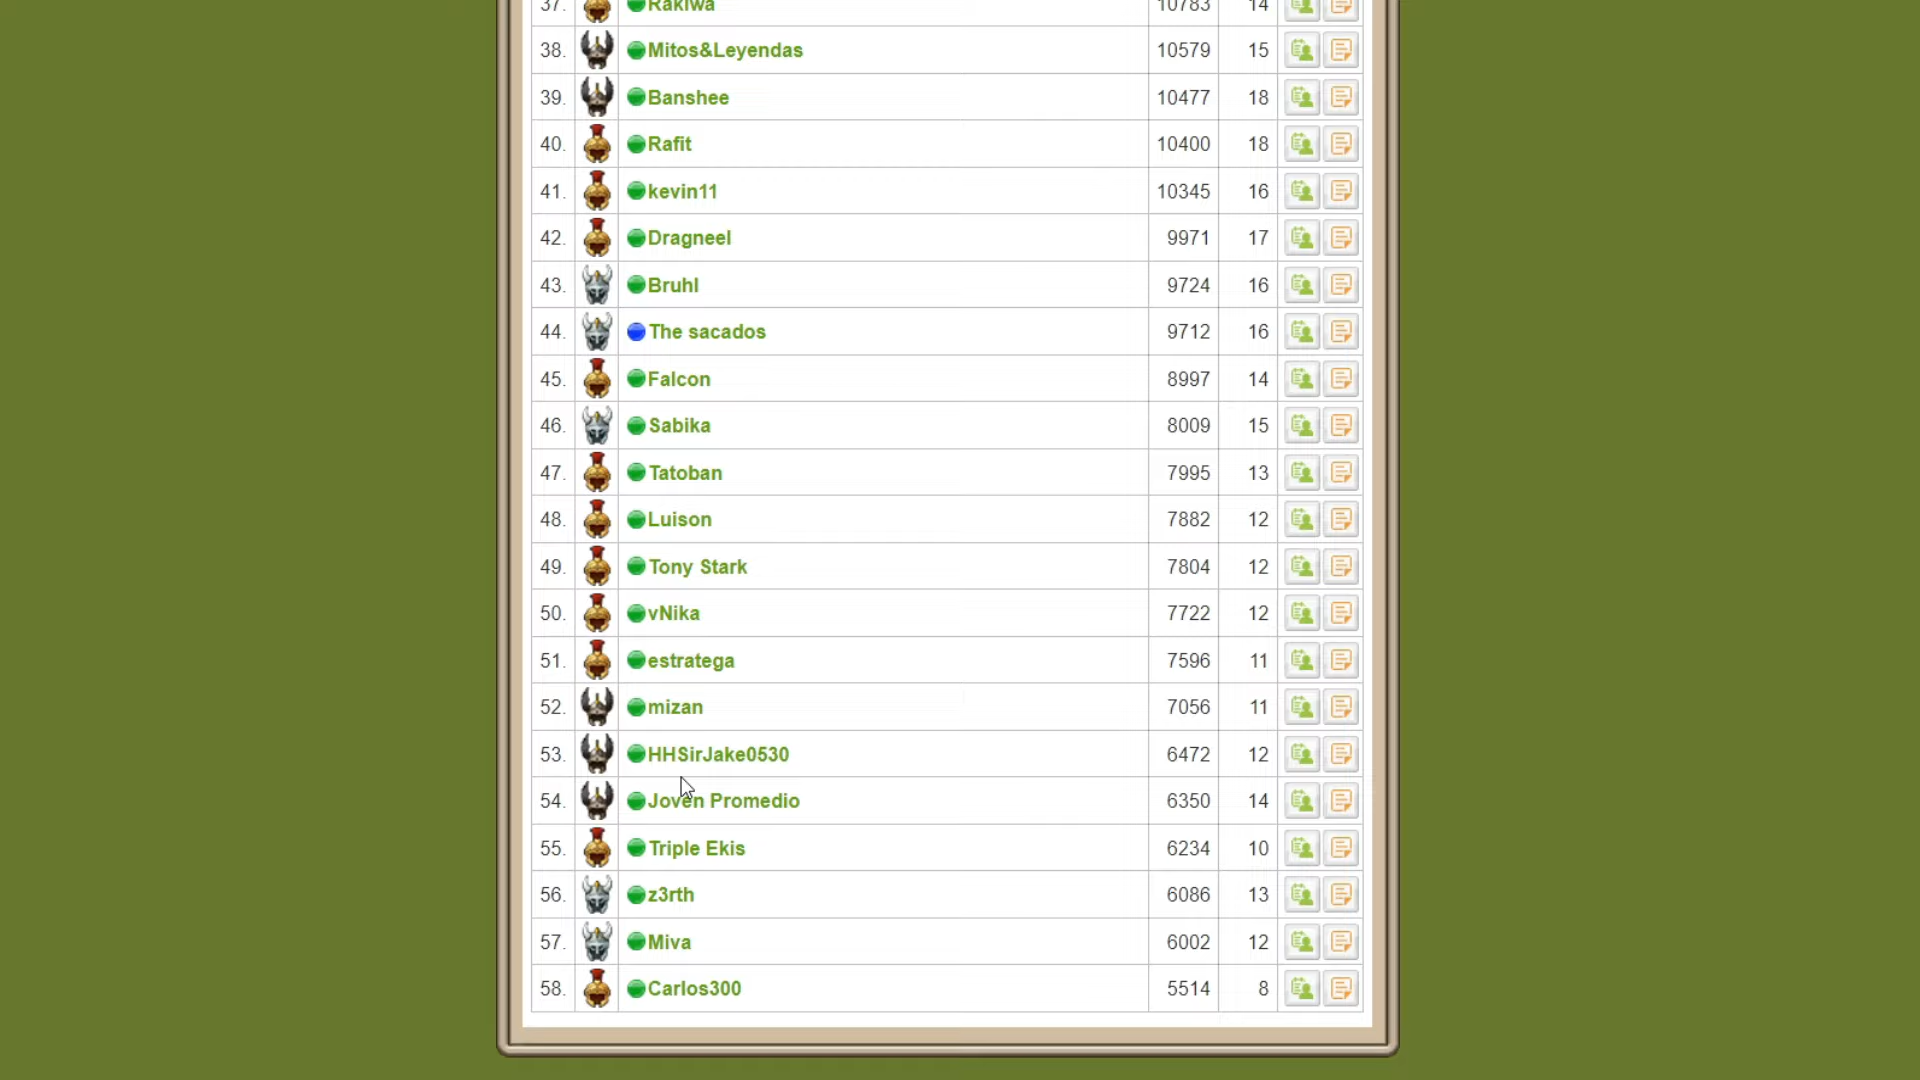 37. Rakiwa 10783 14
38. Mitos&Leyendas 10579 15
39. Banshee 10477 18
40. Rafit 10400 18
41. kevin11 10345 16
42. Dragneel 9971 17
43. Bruhl 9724 16
44. The sacados 9712 16
45. Falcon 8997 14
46. Sabika 8009 15
47. Tatoban 7995 13
48. Luison 7882 12
49. Tony Stark 7804 12
50. vNika 7722 12
51. estratega 7596 11
52. mizan 7056 11
53. HHSirJake0530 6472 12
54. Joven Promedio 6350 14
55. Triple Ekis 6234 10
56. z3rth 6086 13
57. Miva 6002 12
58. Carlos300 5514 8